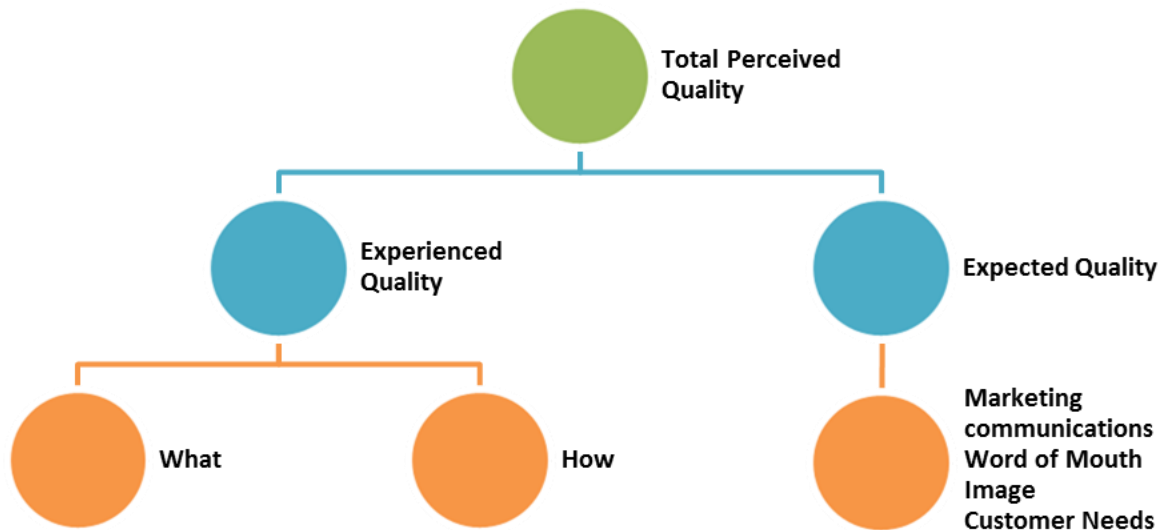 Total Perceived
Quality
Experienced
Quality
Expected Quality
What
How
Marketing
communications
Word of Mouth
Image
Customer Needs